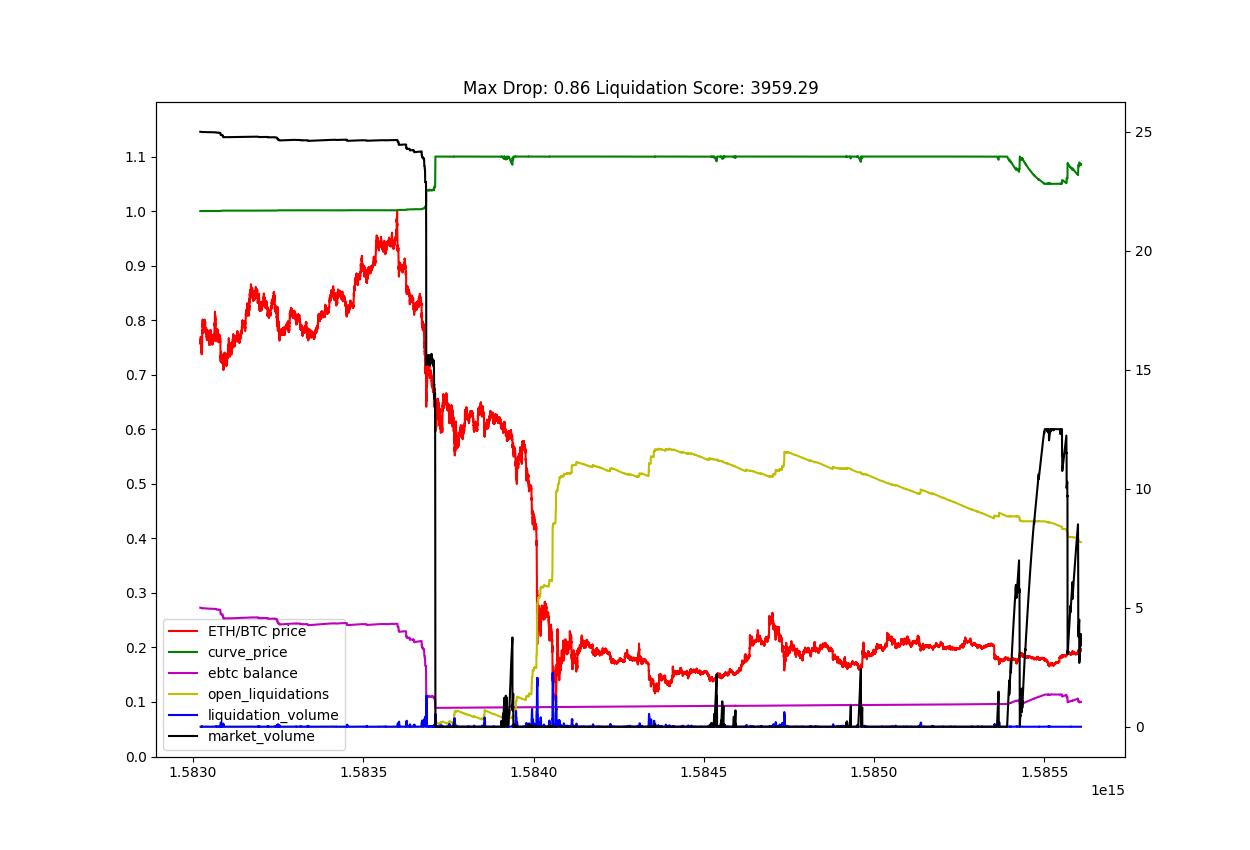 Max Drop: 0.86 Liquidation Score: 3959.29
1.1
1.0
0.9
0.8
0.7
0.6
0.5
0.4
0.3
0.2
0.1
0.0
25
20
15
10
5
0
ETH/BTC price
curve_price
ebtc balance
open_liquidations
liquidation_volume
market_volume
1.5830 1.5835 1.5840 1.5845 1.5850 1.5855
1e15